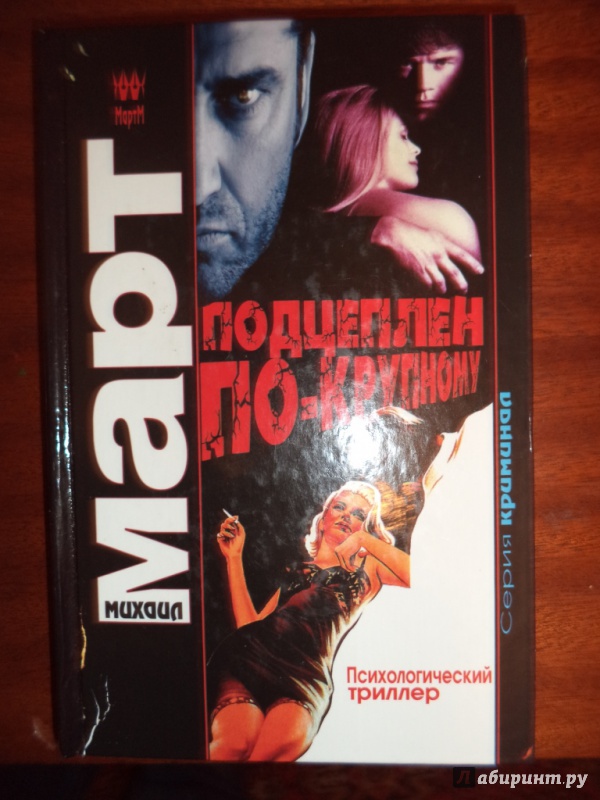 МартМ
Михаил
Март
ПОДЦЕПЛЕН
ПО-КРУПНОМУ
Серия криминал
Психологический
триллер
Лабиринт.ру